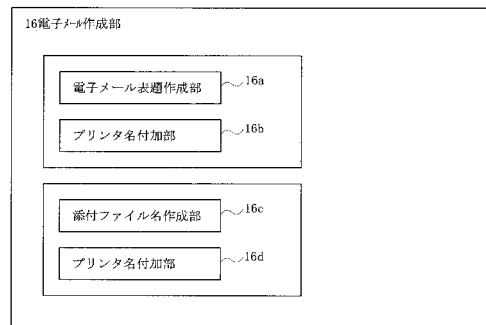 16電子メール作成部
電子メール表題作成部 16a
プリンタ名付加部 16b
添付ファイル名作成部 16c
プリンタ名付加部 16d